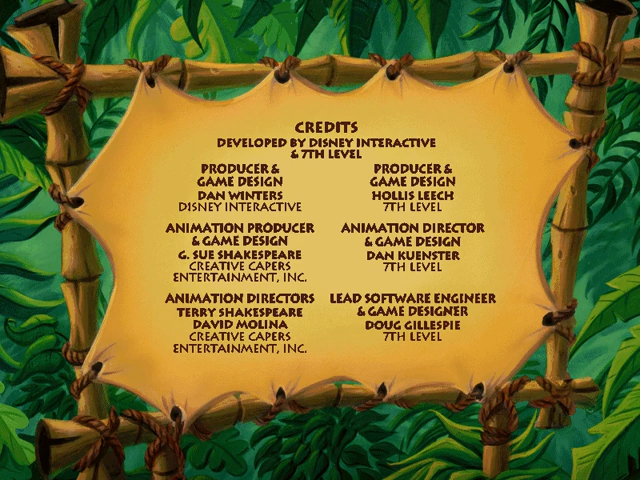 CREDITS
DEVELOPED BY DISNEY INTERACTIVE
& 7TH LEVEL
PRODUCER &
GAME DESIGN
DAN WINTERS
DISNEY INTERACTIVE
PRODUCER &
GAME DESIGN
HOLLIS LEECH
7TH LEVEL
ANIMATION PRODUCER
& GAME DESIGN
G. SUE SHAKESPEARE
CREATIVE CAPERS
ENTERTAINMENT, INC.
ANIMATION DIRECTOR
& GAME DESIGN
DAN KUENSTER
7TH LEVEL
ANIMATION DIRECTORS
TERRY SHAKESPEARE
DAVID MOLINA
CREATIVE CAPERS
ENTERTAINMENT, INC.
LEAD SOFTWARE ENGINEER
& GAME DESIGNER
DOUG GILLESPIE
7TH LEVEL